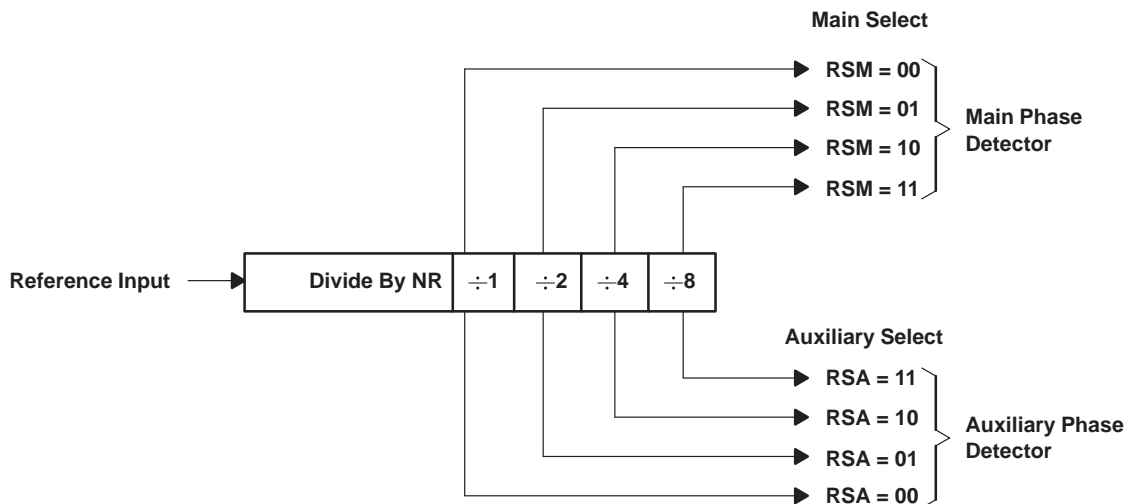 Main Select
RSM = 00
RSM = 01
RSM = 10
RSM = 11
Main Phase
Detector
Reference Input
Divide By NR
÷1
÷2
÷4
÷8
Auxiliary Select
RSA = 11
RSA = 10
RSA = 01
RSA = 00
Auxiliary Phase
Detector